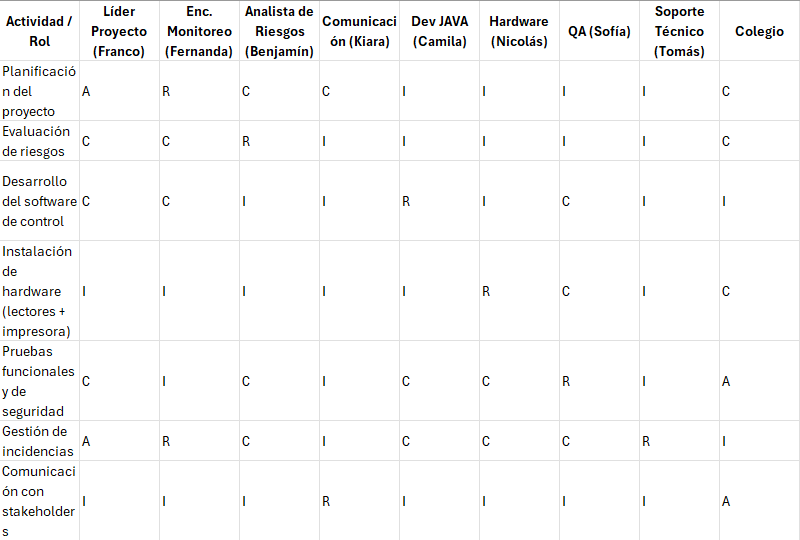 Actividad / Rol | Líder Proyecto (Franco) | Enc. Monitoreo (Fernanda) | Analista de Riesgos (Benjamín) | Comunicación (Kiara) | Dev JAVA (Camila) | Hardware (Nicolás) | QA (Sofía) | Soporte Técnico (Tomás) | Colegio
Planificación del proyecto | A | R | C | C | I | I | I | I | C
Evaluación de riesgos | C | C | R | I | I | I | I | I | C
Desarrollo del software de control | C | C | I | I | R | I | C | I | I
Instalación de hardware (lectores + impresora) | I | I | I | I | I | R | C | I | C
Pruebas funcionales y de seguridad | C | I | C | I | C | C | R | I | A
Gestión de incidencias | A | R | C | I | C | C | C | R | I
Comunicación con stakeholders | I | I | I | R | I | I | I | I | A